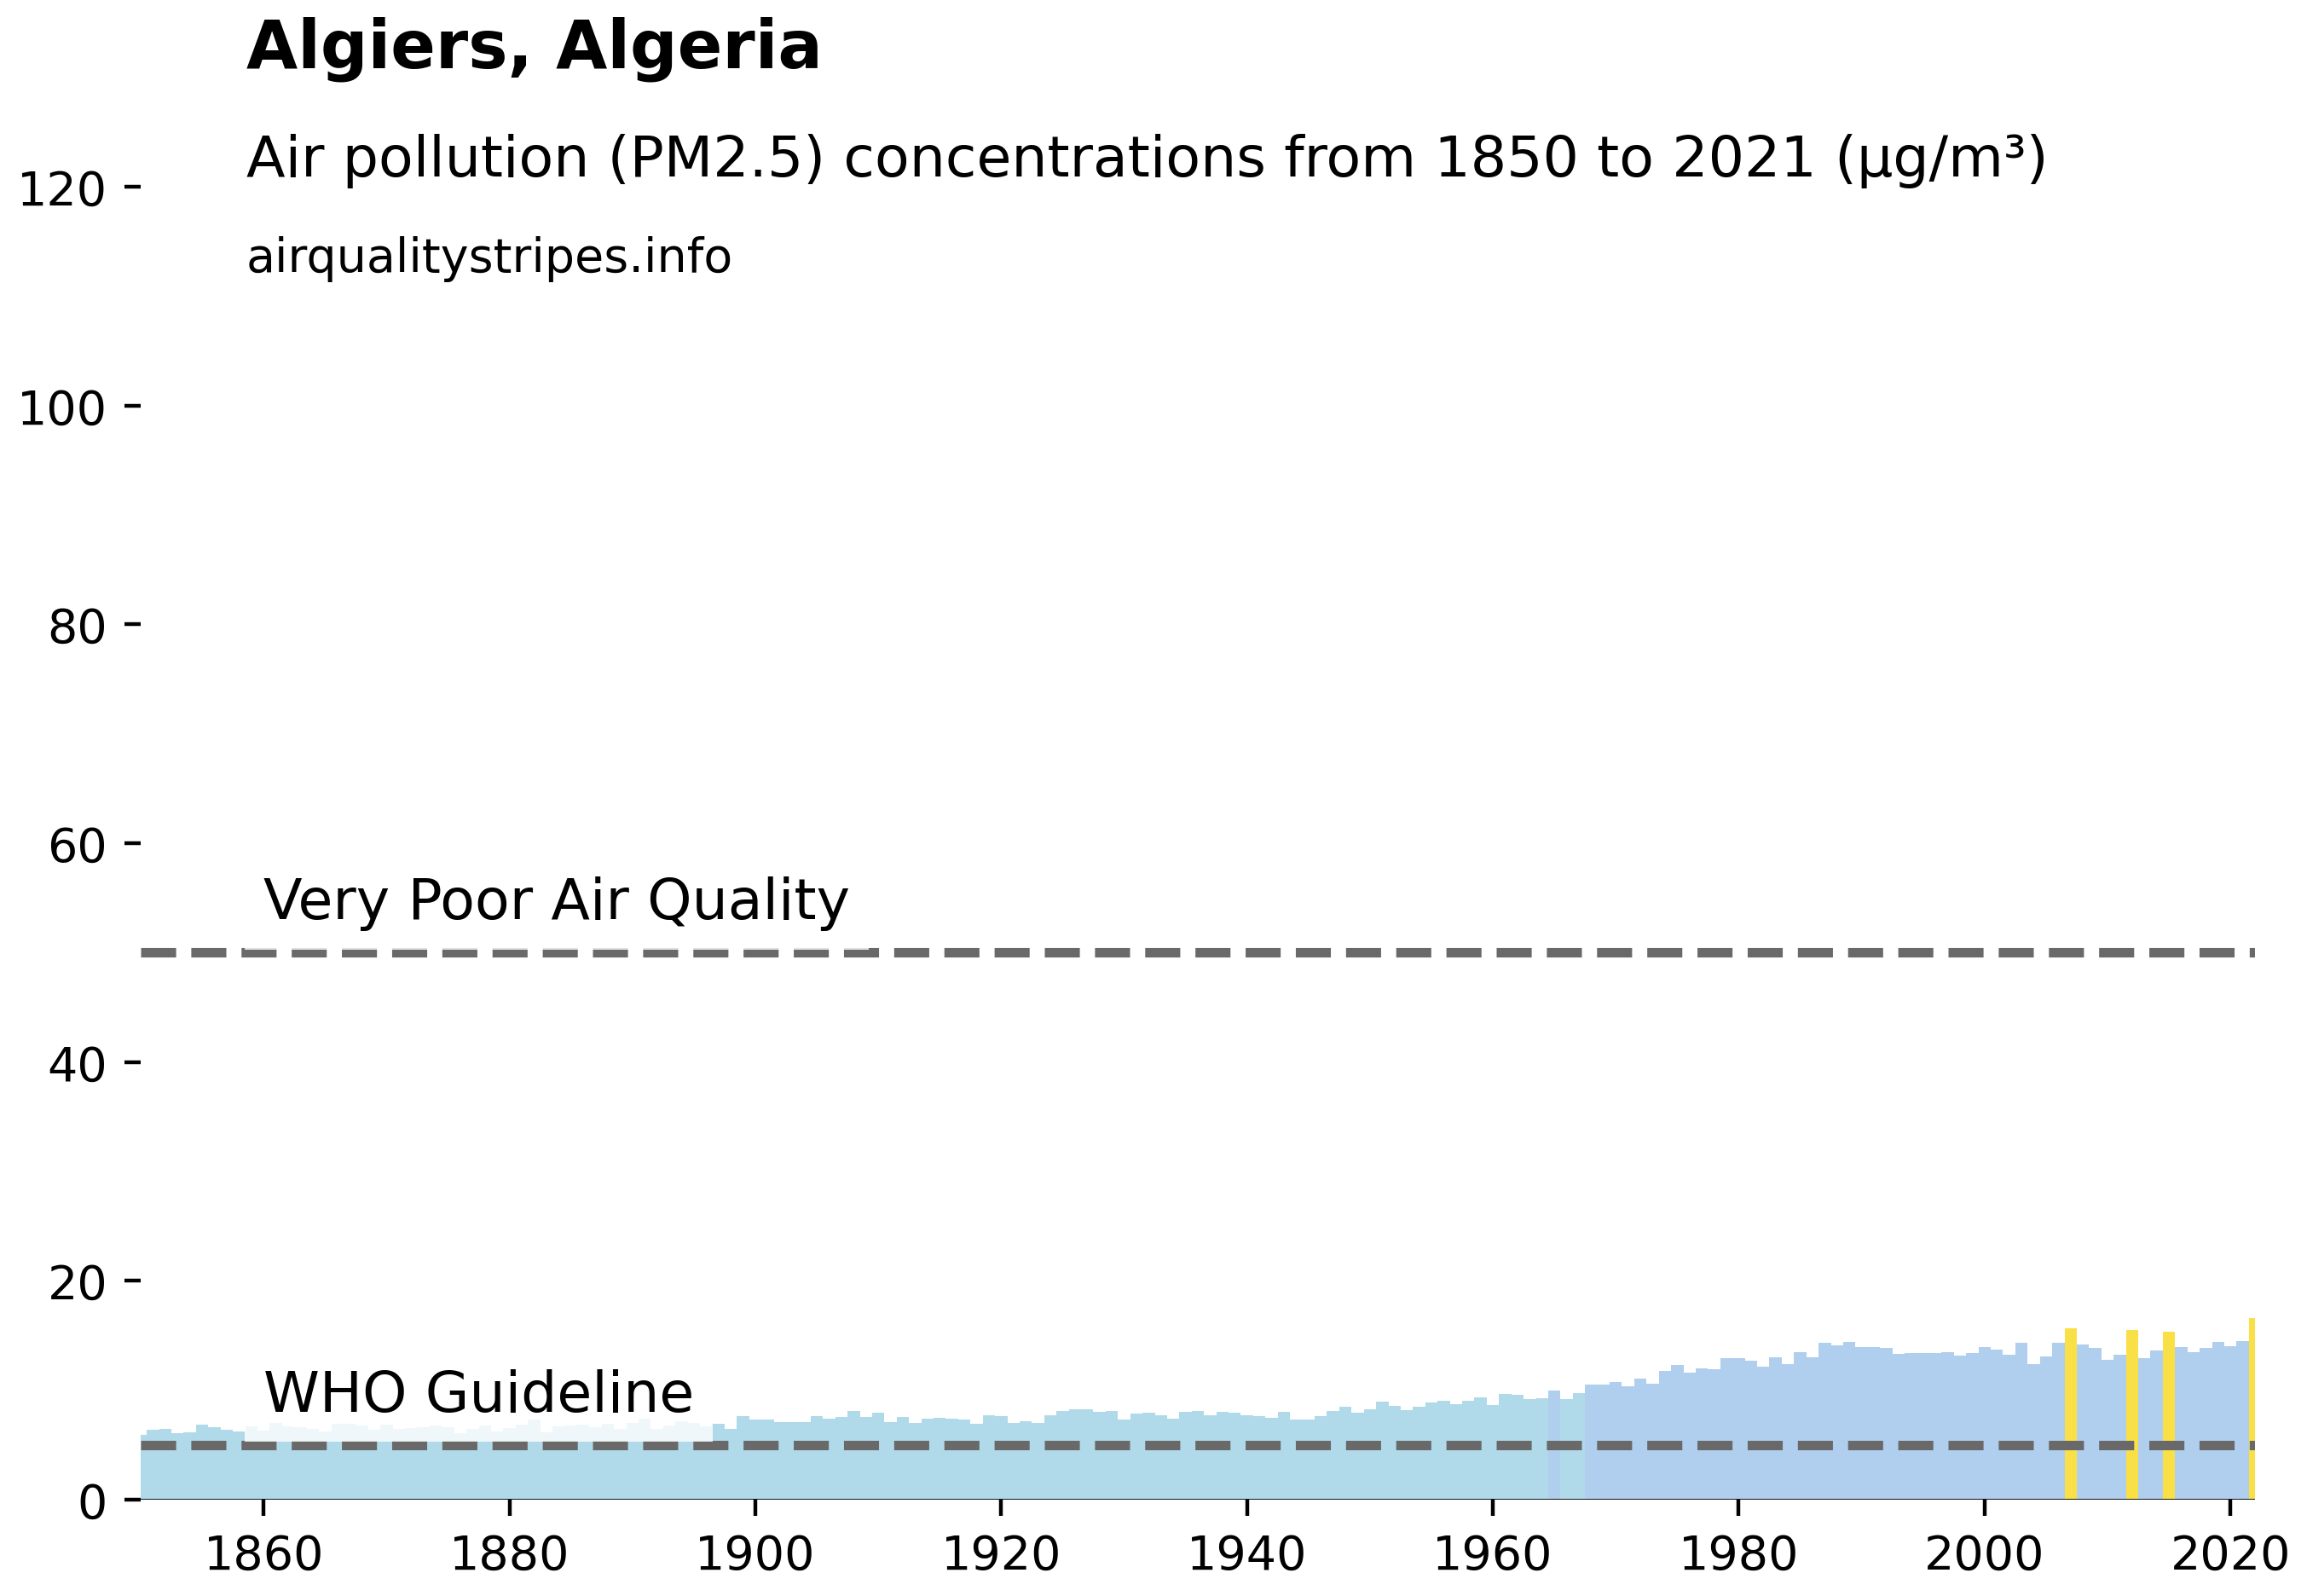 Algiers, Algeria
Air pollution (PM2.5) concentrations from 1850 to 2021 (µg/m³)
airqualitystripes.info
120
100
80
60
Very Poor Air Quality
40
20
WHO Guideline
0
1860 1880 1900 1920 1940 1960 1980 2000 2020